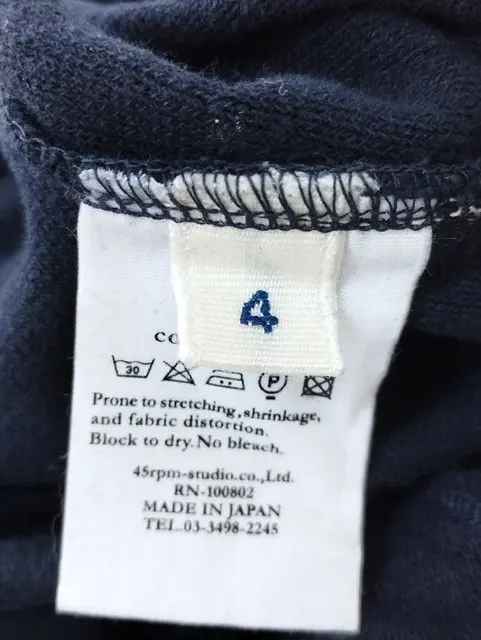 4
30
P
Prone to stretching, shrinkage,
and fabric distortion.
Block to dry. No bleach.
45rpm-studio.co.,Ltd.
RN-100802
MADE IN JAPAN
TEL.03-3498-2245